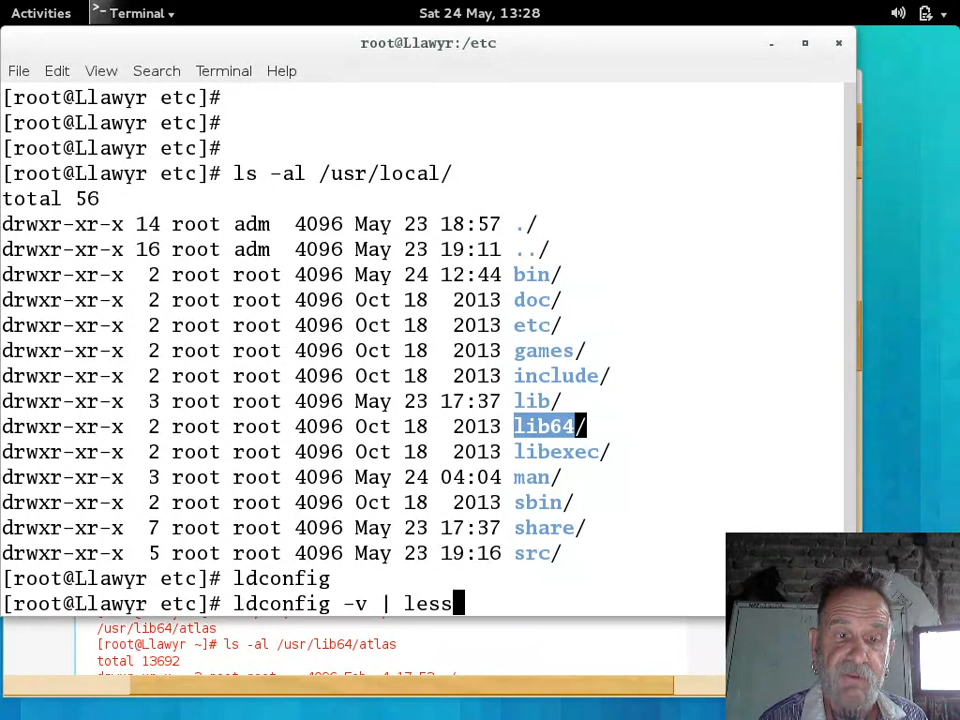 Activities >_ Terminal Sat 24 May, 13:28
root@Llawyr:/etc
File Edit View Search Terminal Help
[root@Llawyr etc]#
[root@Llawyr etc]#
[root@Llawyr etc]#
[root@Llawyr etc]# ls -al /usr/local/
total 56
drwxr-xr-x 14 root adm 4096 May 23 18:57 ./
drwxr-xr-x 16 root adm 4096 May 23 19:11 ../
drwxr-xr-x 2 root root 4096 May 24 12:44 bin/
drwxr-xr-x 2 root root 4096 Oct 18 2013 doc/
drwxr-xr-x 2 root root 4096 Oct 18 2013 etc/
drwxr-xr-x 2 root root 4096 Oct 18 2013 games/
drwxr-xr-x 2 root root 4096 Oct 18 2013 include/
drwxr-xr-x 3 root root 4096 May 23 17:37 lib/
drwxr-xr-x 2 root root 4096 Oct 18 2013 lib64/
drwxr-xr-x 2 root root 4096 Oct 18 2013 libexec/
drwxr-xr-x 3 root root 4096 May 24 04:04 man/
drwxr-xr-x 2 root root 4096 Oct 18 2013 sbin/
drwxr-xr-x 7 root root 4096 May 23 17:37 share/
drwxr-xr-x 5 root root 4096 May 23 19:16 src/
[root@Llawyr etc]# ldconfig
[root@Llawyr etc]# ldconfig -v | less
/usr/lib64/atlas
[root@Llawyr ~]# ls -al /usr/lib64/atlas
total 13692